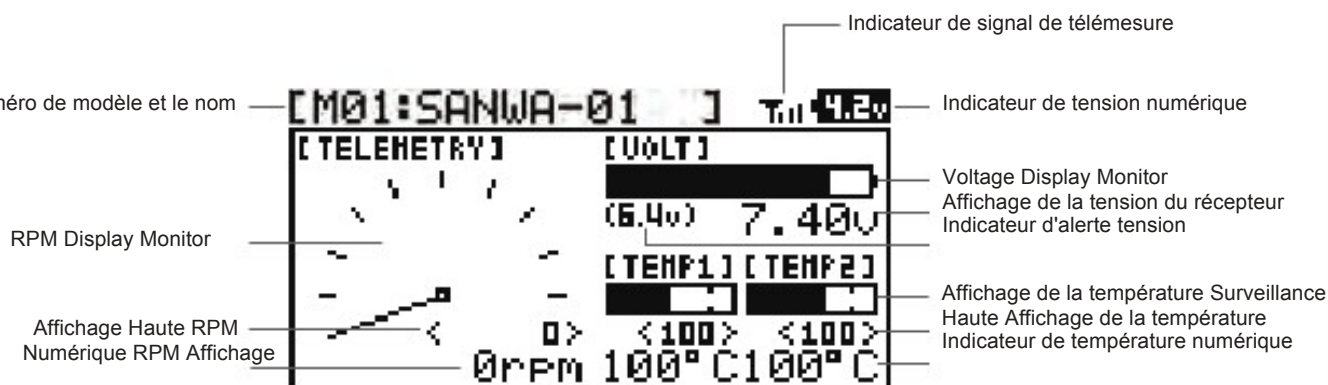 Indicateur de signal de télémesure
néro de modèle et le nom
[M01:SANWA-01 ] 4.2v
Indicateur de tension numérique
[TELEMETRY] [VOLT]
Voltage Display Monitor
(6.4v) 7.40v
Affichage de la tension du récepteur
Indicateur d'alerte tension
RPM Display Monitor
[TEMP1] [TEMP2]
Affichage de la température Surveillance
Affichage Haute RPM
< 0> <100> <100>
Haute Affichage de la température
Indicateur de température numérique
Numérique RPM Affichage
0rpm 100°C 100°C